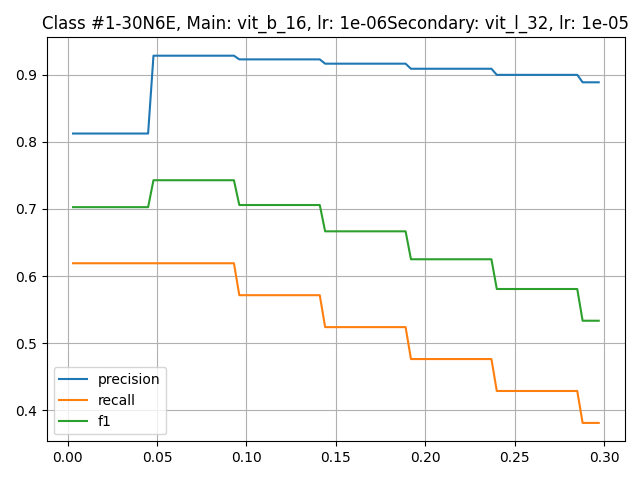 Class #1-30N6E, Main: vit_b_16, lr: 1e-06Secondary: vit_l_32, lr: 1e-05
0.9
0.8
0.7
0.6
0.5
0.4
precision
recall
f1
0.00 0.05 0.10 0.15 0.20 0.25 0.30